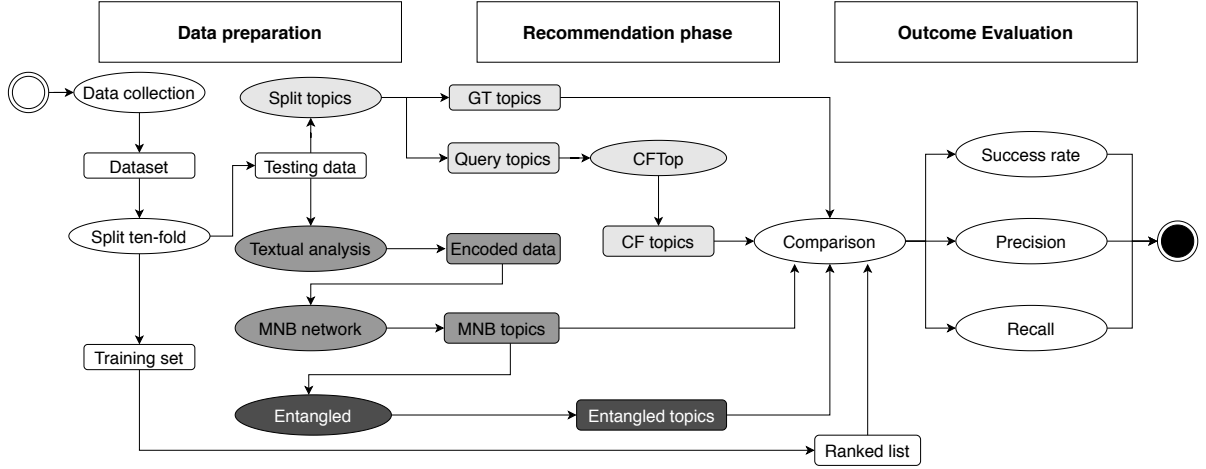 Data preparation
Recommendation phase
Outcome Evaluation
Data collection
Split topics
GT topics
Dataset
Testing data
Query topics
CFTop
Success rate
Split ten-fold
Textual analysis
Encoded data
CF topics
Comparison
Precision
MNB network
MNB topics
Recall
Training set
Entangled
Entangled topics
Ranked list